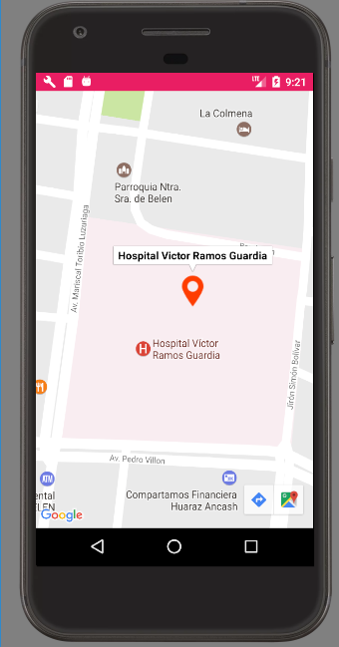 LTE
9:21
La Colmena
Parroquia Ntra.
Sra. de Belen
Av. Mariscal Toribio Luzuriaga
Hospital Victor Ramos Guardia
H
Hospital Víctor
Ramos Guardia
Jirón Simón Bolívar
Av. Pedro Villon
ATM
Compartamos Financiera
Huaraz Ancash
ental
ELEN
Google